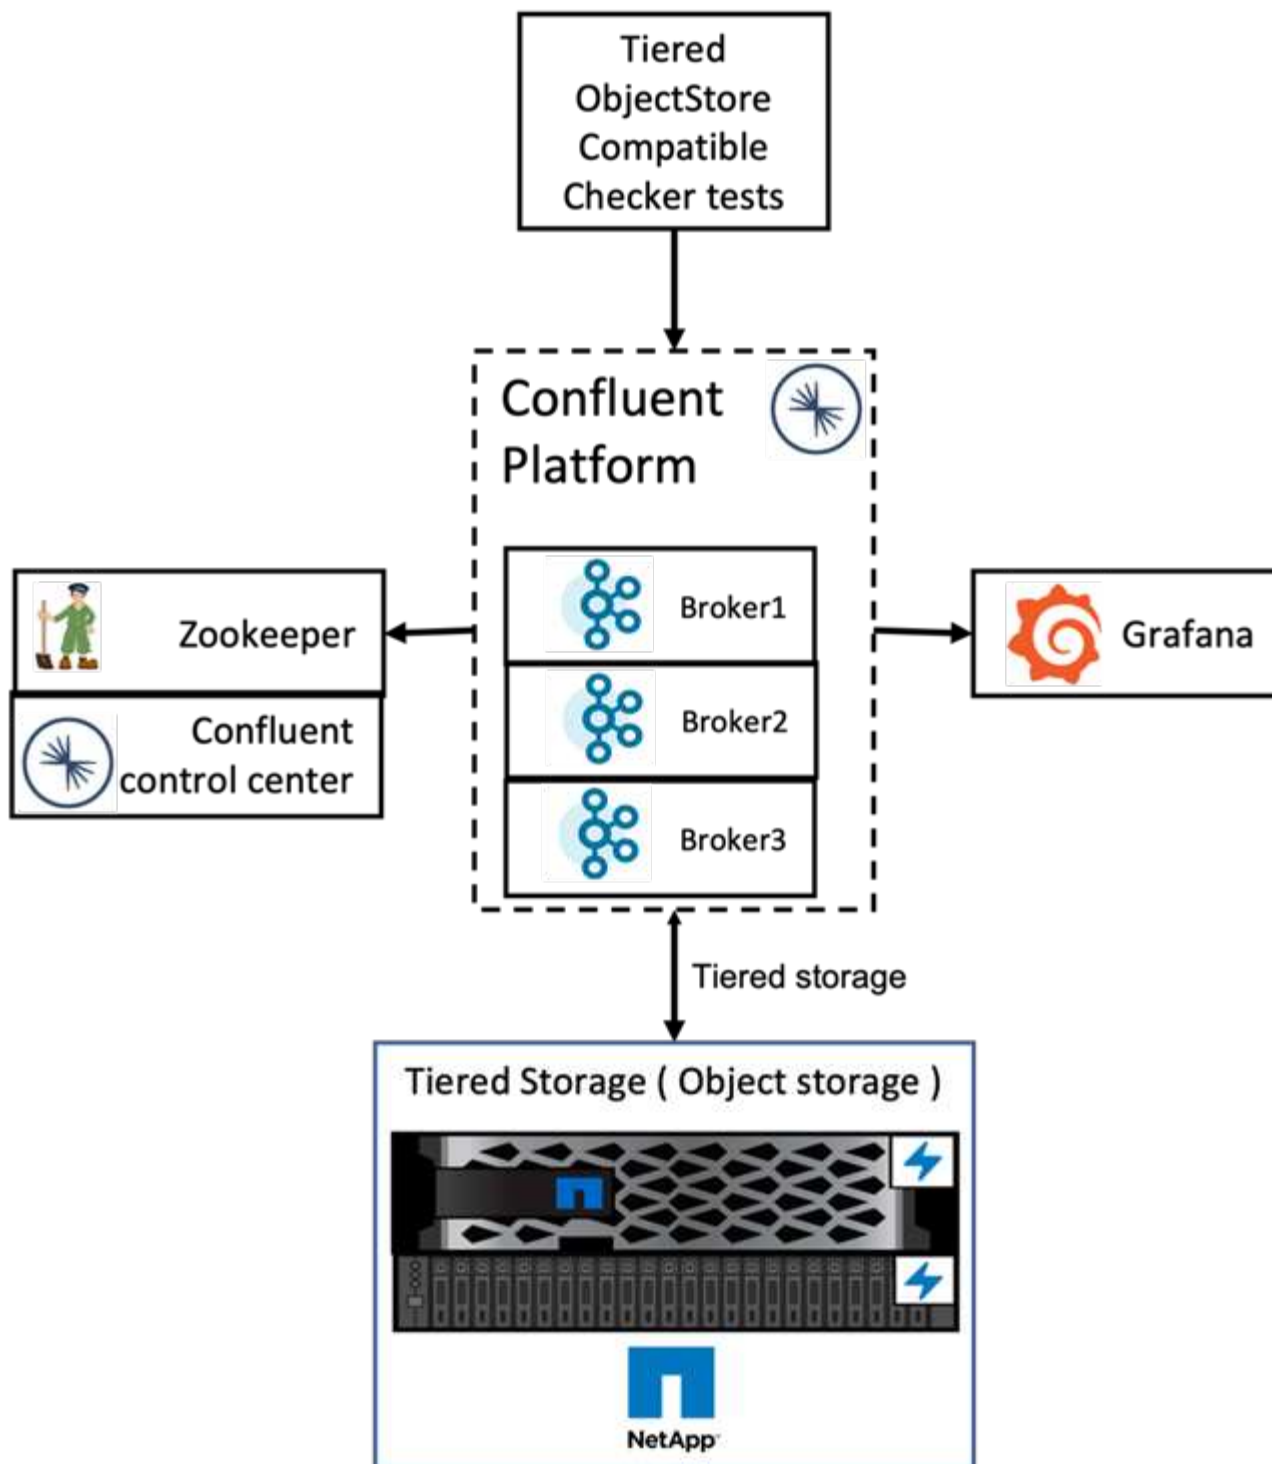 Tiered
ObjectStore
Compatible
Checker tests
Confluent
Platform
Broker1
Zookeeper
Grafana
Broker2
Confluent
control center
Broker3
Tiered storage
Tiered Storage ( Object storage )
NetApp